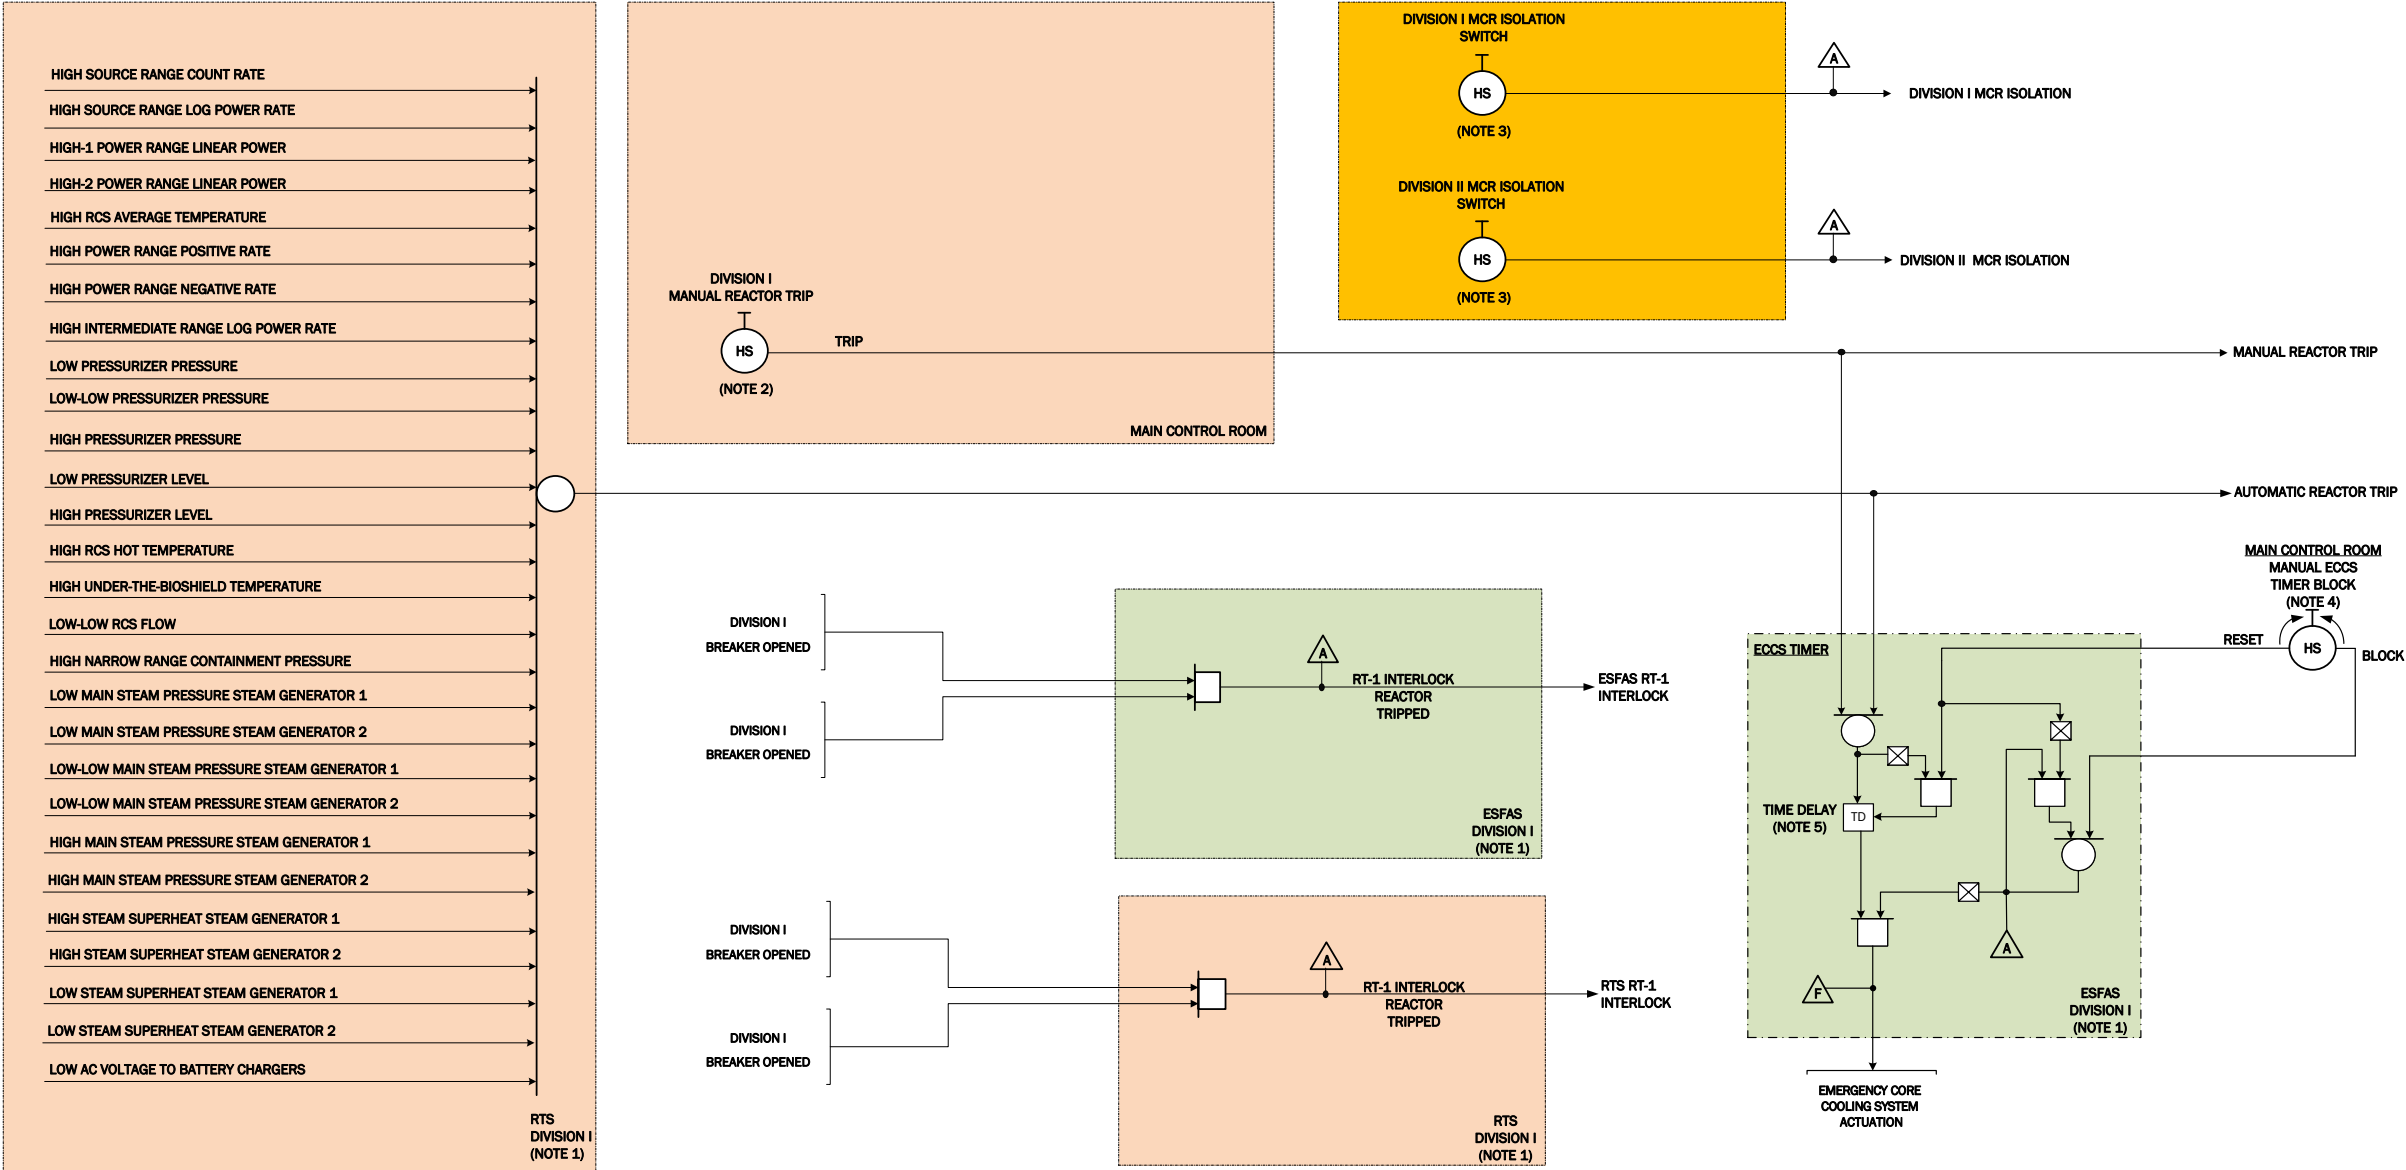 HIGH SOURCE RANGE COUNT RATE
HIGH SOURCE RANGE LOG POWER RATE
HIGH-1 POWER RANGE LINEAR POWER
HIGH-2 POWER RANGE LINEAR POWER
HIGH RCS AVERAGE TEMPERATURE
HIGH POWER RANGE POSITIVE RATE
HIGH POWER RANGE NEGATIVE RATE
HIGH INTERMEDIATE RANGE LOG POWER RATE
LOW PRESSURIZER PRESSURE
LOW-LOW PRESSURIZER PRESSURE
HIGH PRESSURIZER PRESSURE
LOW PRESSURIZER LEVEL
HIGH PRESSURIZER LEVEL
HIGH RCS HOT TEMPERATURE
HIGH UNDER-THE-BIOSHIELD TEMPERATURE
LOW-LOW RCS FLOW
HIGH NARROW RANGE CONTAINMENT PRESSURE
LOW MAIN STEAM PRESSURE STEAM GENERATOR 1
LOW MAIN STEAM PRESSURE STEAM GENERATOR 2
LOW-LOW MAIN STEAM PRESSURE STEAM GENERATOR 1
LOW-LOW MAIN STEAM PRESSURE STEAM GENERATOR 2
HIGH MAIN STEAM PRESSURE STEAM GENERATOR 1
HIGH MAIN STEAM PRESSURE STEAM GENERATOR 2
HIGH STEAM SUPERHEAT STEAM GENERATOR 1
HIGH STEAM SUPERHEAT STEAM GENERATOR 2
LOW STEAM SUPERHEAT STEAM GENERATOR 1
LOW STEAM SUPERHEAT STEAM GENERATOR 2
LOW AC VOLTAGE TO BATTERY CHARGERS
RTS
DIVISION I
(NOTE 1)
DIVISION I
MANUAL REACTOR TRIP
HS
(NOTE 2)
TRIP
MAIN CONTROL ROOM
DIVISION I MCR ISOLATION
SWITCH
HS
(NOTE 3)
A
DIVISION I MCR ISOLATION
DIVISION II MCR ISOLATION
SWITCH
HS
(NOTE 3)
A
DIVISION II MCR ISOLATION
MANUAL REACTOR TRIP
AUTOMATIC REACTOR TRIP
DIVISION I
BREAKER OPENED
DIVISION I
BREAKER OPENED
A
RT-1 INTERLOCK
REACTOR
TRIPPED
ESFAS RT-1
INTERLOCK
ESFAS
DIVISION I
(NOTE 1)
DIVISION I
BREAKER OPENED
DIVISION I
BREAKER OPENED
A
RT-1 INTERLOCK
REACTOR
TRIPPED
RTS RT-1
INTERLOCK
RTS
DIVISION I
(NOTE 1)
MAIN CONTROL ROOM
MANUAL ECCS
TIMER BLOCK
(NOTE 4)
HS
RESET
BLOCK
ECCS TIMER
TIME DELAY
(NOTE 5)
TD
A
F
ESFAS
DIVISION I
(NOTE 1)
EMERGENCY CORE
COOLING SYSTEM
ACTUATION